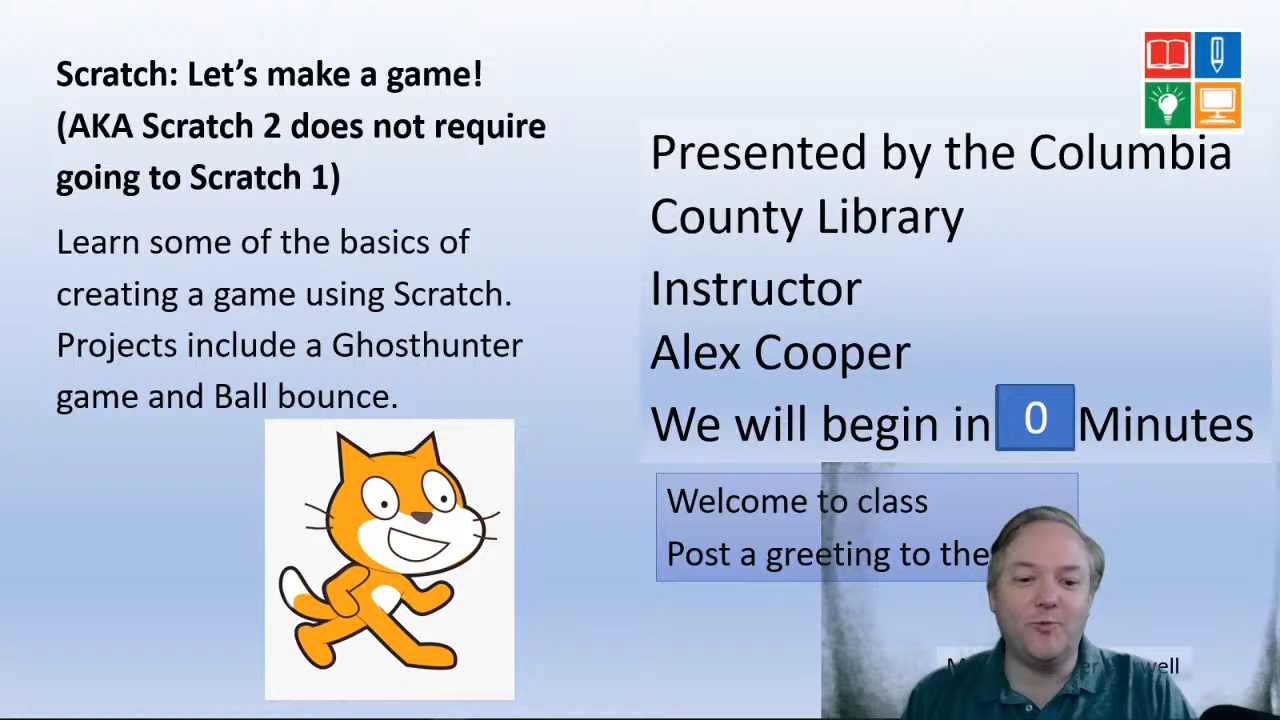 Scratch: Let’s make a game!
(AKA Scratch 2 does not require
going to Scratch 1)
Learn some of the basics of
creating a game using Scratch.
Projects include a Ghosthunter
game and Ball bounce.
Presented by the Columbia
County Library
Instructor
Alex Cooper
We will begin in 0 Minutes
Welcome to class
Post a greeting to the